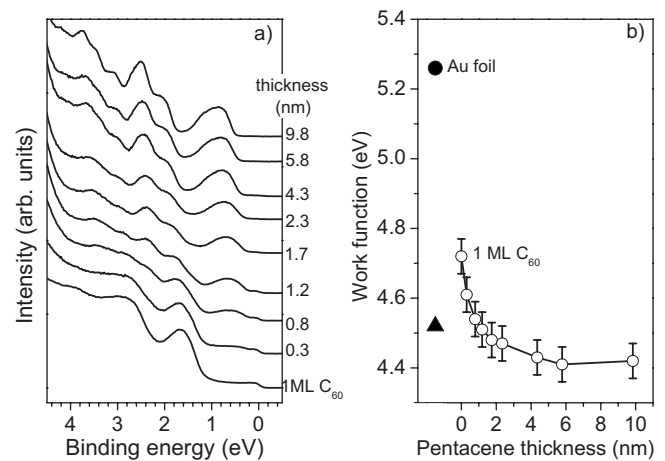 a)
thickness
(nm)
9.8
5.8
4.3
2.3
1.7
1.2
0.8
0.3
1ML C₆₀
Intensity (arb. units)
4 3 2 1 0
Binding energy (eV)
b)
5.4
5.2
5.0
4.8
4.6
4.4
Work function (eV)
Au foil
1 ML C₆₀
0 2 4 6 8 10
Pentacene thickness (nm)